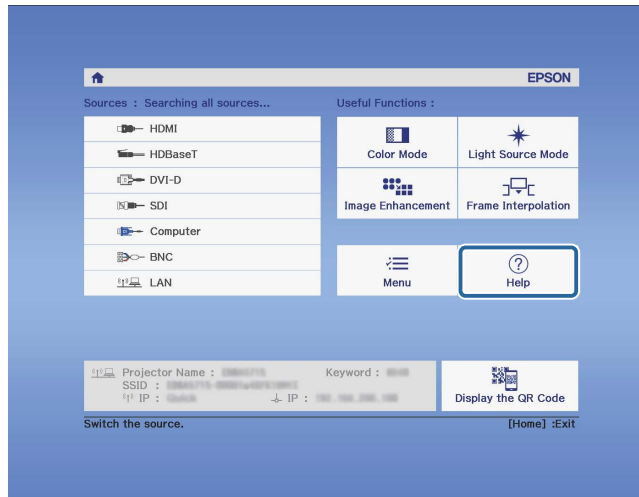 EPSON
Sources : Searching all sources...
HDMI
HDBaseT
DVI-D
SDI
Computer
BNC
LAN
Useful Functions :
Color Mode
Light Source Mode
Image Enhancement
Frame Interpolation
Menu
Help
Projector Name :
Keyword :
SSID :
IP :
IP :
Display the QR Code
Switch the source.
[Home] :Exit